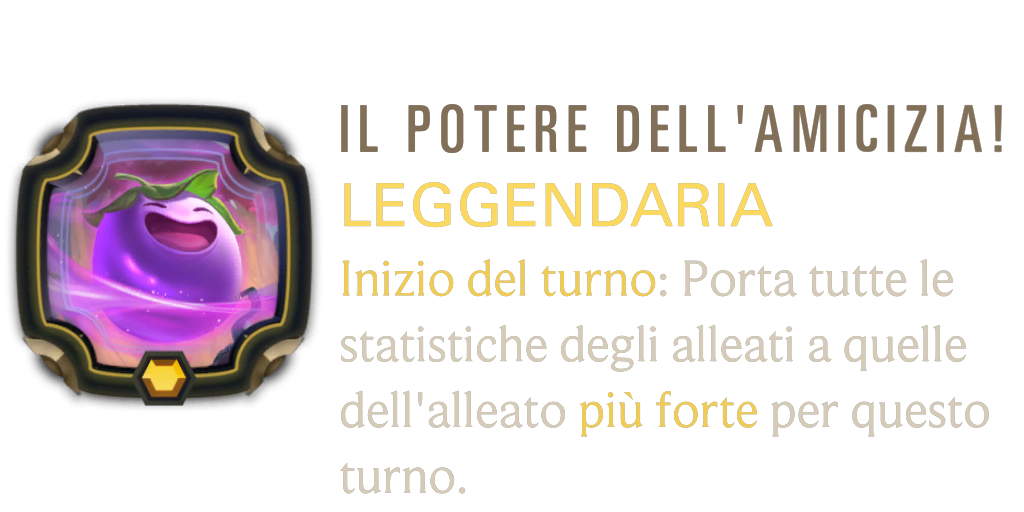 IL POTERE DELL'AMICIZIA!
LEGGENDARIA
Inizio del turno: Porta tutte le
statistiche degli alleati a quelle
dell'alleato più forte per questo
turno.